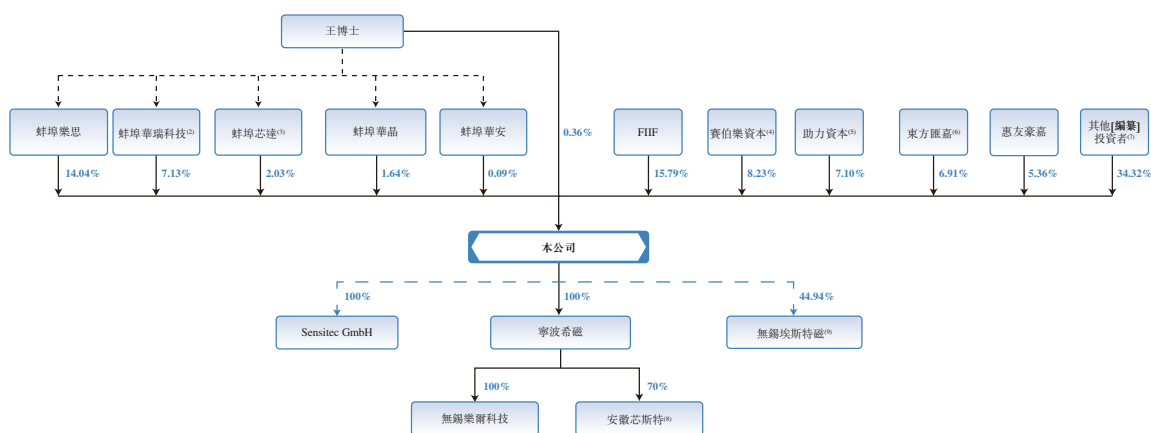 王博士
蚌埠樂思
蚌埠華瑞科技(2)
蚌埠芯達(3)
蚌埠華晶
蚌埠華安
0.36%
FIIF
賽伯樂資本(4)
助力資本(5)
東方匯嘉(6)
惠友豪嘉
其他[編纂]
投資者(7)
14.04%
7.13%
2.03%
1.64%
0.09%
15.79%
8.23%
7.10%
6.91%
5.36%
34.32%
本公司
100%
100%
44.94%
Sensitec GmbH
寧波希磁
無錫埃斯特磁(9)
100%
70%
無錫樂爾科技
安徽芯斯特(8)